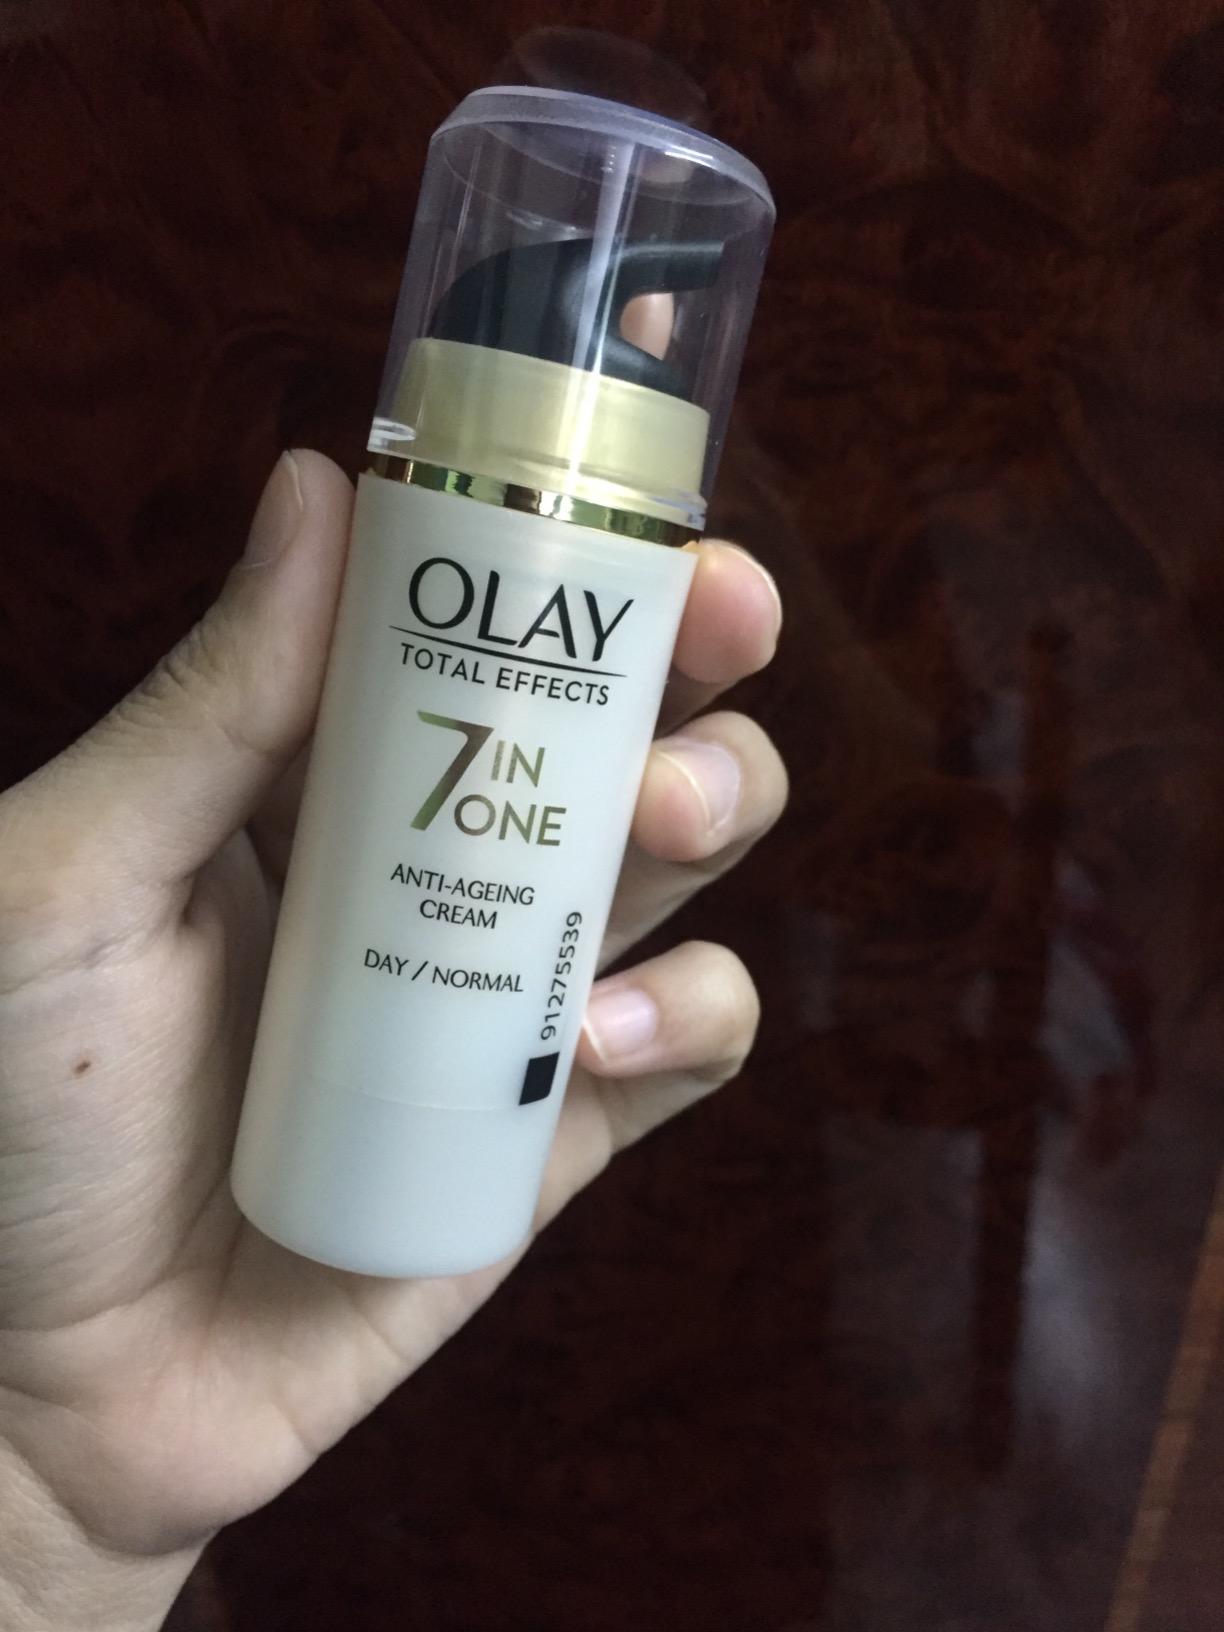 OLAY
TOTAL EFFECTS
7 IN
ONE
ANTI-AGEING
CREAM
DAY / NORMAL
91275539